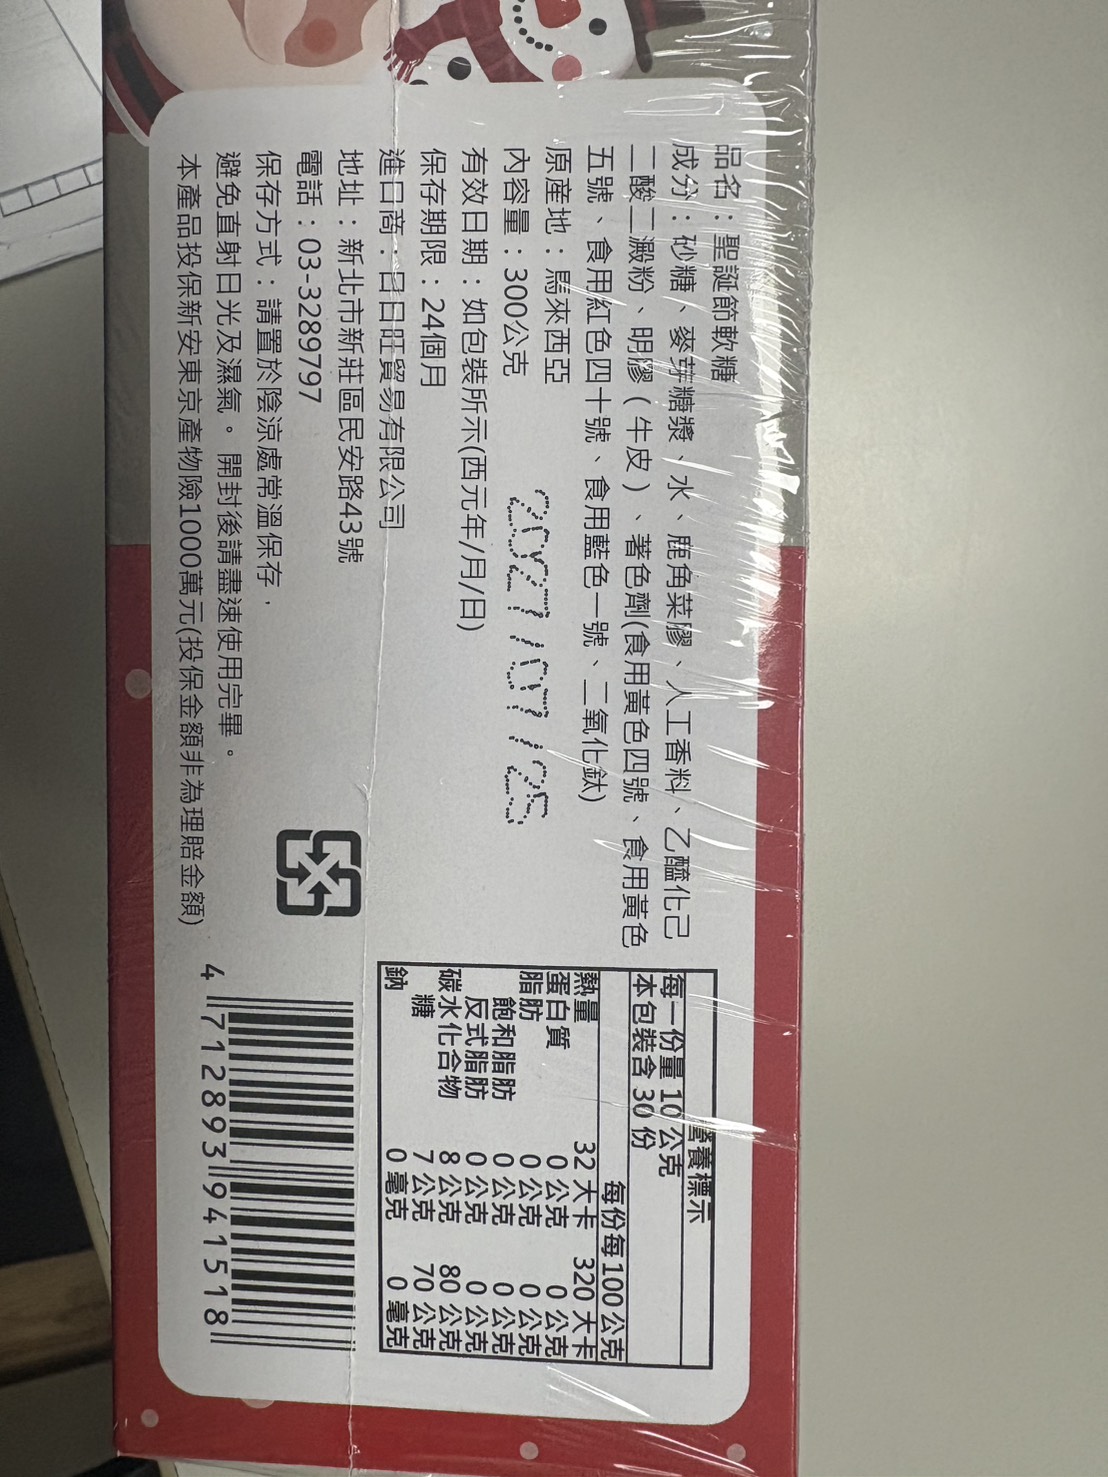 品名：聖誕節軟糖
成分：砂糖、麥芽糖漿、水、鹿角菜膠、人工香料、乙醯化己
二酸二澱粉、明膠（牛皮）、著色劑(食用黃色四號、食用黃色
五號、食用紅色四十號、食用藍色一號、二氧化鈦)
原產地：馬來西亞
內容量：300公克
2027/07/25
有效日期：如包裝所示(西元年/月/日)
保存期限：24個月
進口商：日日旺貿易有限公司
地址：新北市新莊區民安路43號
電話：03-3289797
保存方式：請置於陰涼處常溫保存，
避免直射日光及濕氣。開封後請盡速使用完畢。
本產品投保新安東京產物險1000萬元(投保金額非為理賠金額)
營養標示
每一份量 10 公克
本包裝含 30 份
每份 每100 公克
熱量 32 大卡 320 大卡
蛋白質 0 公克 0 公克
脂肪 0 公克 0 公克
飽和脂肪 0 公克 0 公克
反式脂肪 0 公克 0 公克
碳水化合物 8 公克 80 公克
糖 7 公克 70 公克
鈉 0 毫克 0 毫克
4 712893 941518